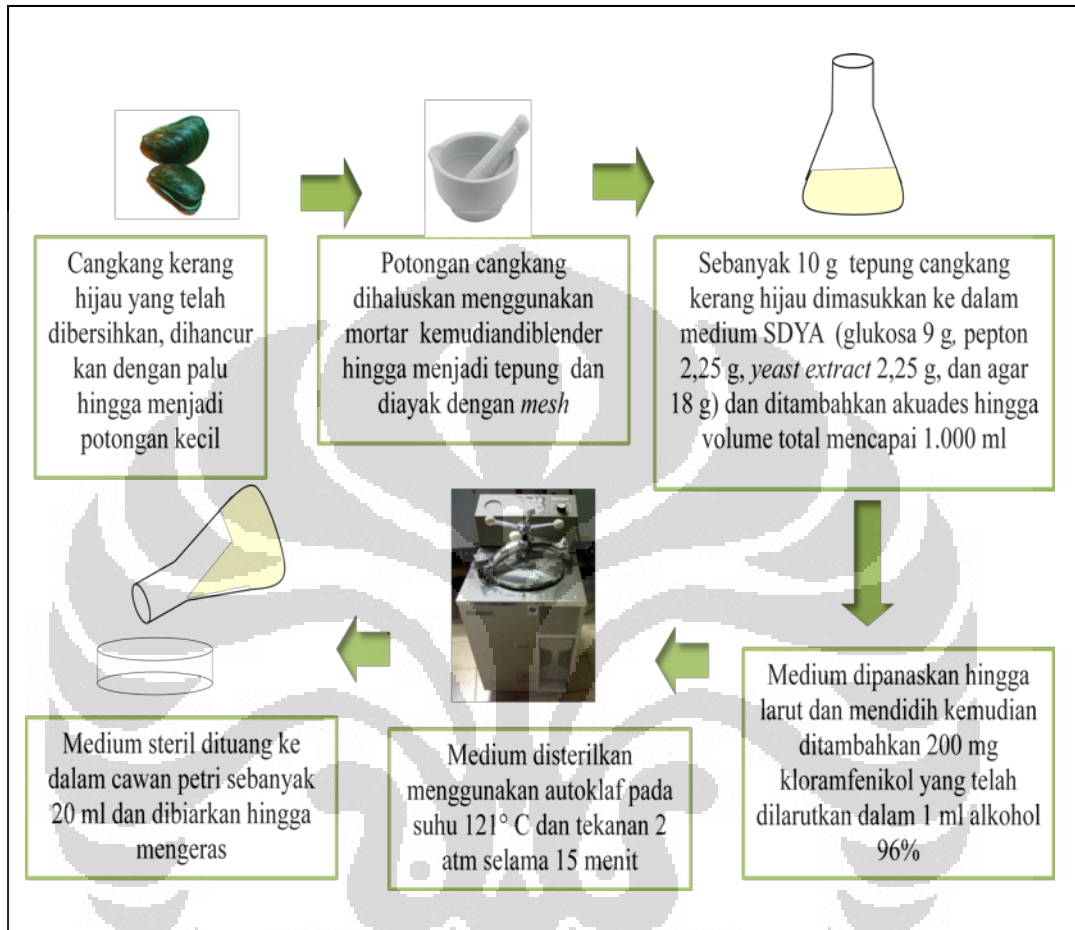 Cangkang kerang
hijau yang telah
dibersihkan, dihancur
kan dengan palu
hingga menjadi
potongan kecil
Potongan cangkang
dihaluskan menggunakan
mortar kemudiandiblender
hingga menjadi tepung dan
diayak dengan mesh
Sebanyak 10 g tepung cangkang
kerang hijau dimasukkan ke dalam
medium SDYA (glukosa 9 g, pepton
2,25 g, yeast extract 2,25 g, dan agar
18 g) dan ditambahkan akuades hingga
volume total mencapai 1.000 ml
Medium dipanaskan hingga
larut dan mendidih kemudian
ditambahkan 200 mg
kloramfenikol yang telah
dilarutkan dalam 1 ml alkohol
96%
Medium disterilkan
menggunakan autoklaf pada
suhu 121° C dan tekanan 2
atm selama 15 menit
Medium steril dituang ke
dalam cawan petri sebanyak
20 ml dan dibiarkan hingga
mengeras